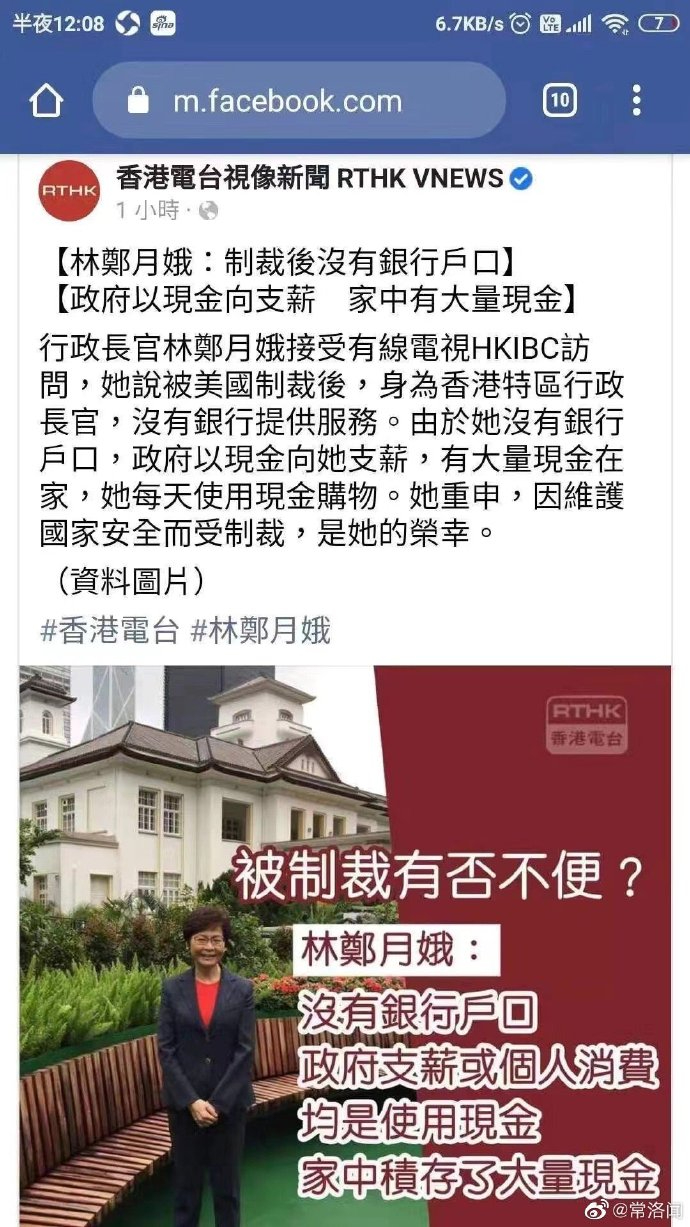 半夜12:08
6.7KB/s
VoLTE
7
m.facebook.com
10
RTHK
香港電台視像新聞 RTHK VNEWS
1 小時 ·
【林鄭月娥：制裁後沒有銀行戶口】
【政府以現金向支薪　家中有大量現金】
行政長官林鄭月娥接受有線電視HKIBC訪
問，她說被美國制裁後，身為香港特區行政
長官，沒有銀行提供服務。由於她沒有銀行
戶口，政府以現金向她支薪，有大量現金在
家，她每天使用現金購物。她重申，因維護
國家安全而受制裁，是她的榮幸。
（資料圖片）
#香港電台 #林鄭月娥
RTHK
香港電台
被制裁有否不便？
林鄭月娥：
沒有銀行戶口
政府支薪或個人消費
均是使用現金
家中積存了大量現金
@常洛闻